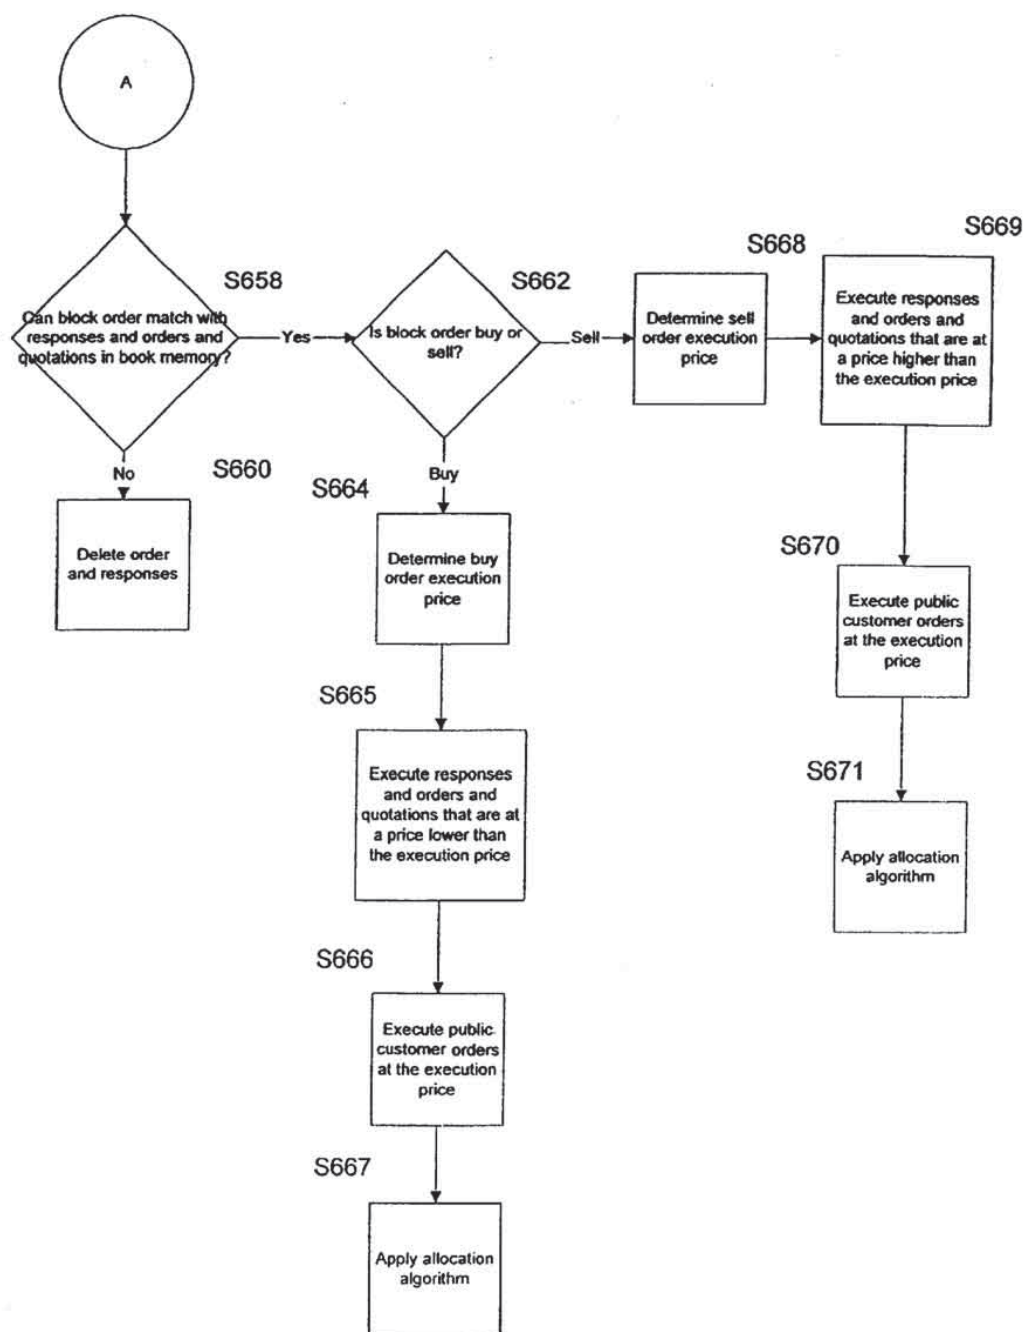 A
S669
S668
S658
S662
Can block order match with
responses and orders and
quotations in book memory?
Yes
Is block order buy or
sell?
Sell
Determine sell
order execution
price
Execute responses
and orders and
quotations that are at
a price higher than
the execution price
No
S660
Delete order
and responses
Buy
S664
Determine buy
order execution
price
S670
Execute public
customer orders
at the execution
price
S665
Execute responses
and orders and
quotations that are at
a price lower than
the execution price
S671
Apply allocation
algorithm
S666
Execute public
customer orders
at the execution
price
S667
Apply allocation
algorithm